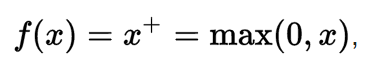 f(x) = x⁺ = max(0, x),